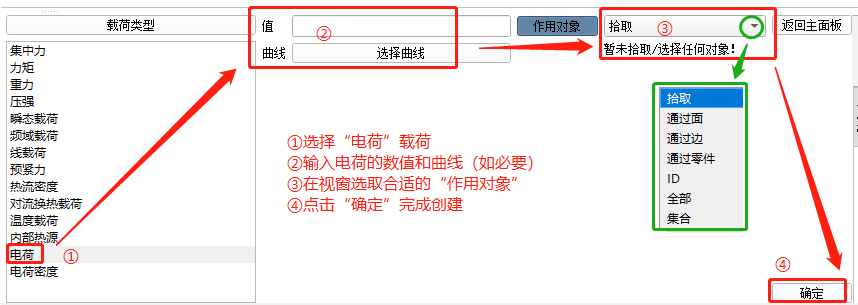 载荷类型
集中力
力矩
重力
压强
瞬态载荷
频域载荷
线载荷
预紧力
热流密度
对流换热载荷
温度载荷
内部热源
电荷
①
电荷密度
值
②
曲线
选择曲线
作用对象
拾取
③
返回主面板
暂未拾取/选择任何对象!
拾取
通过面
通过边
通过零件
ID
全部
集合
①选择“电荷”载荷
②输入电荷的数值和曲线（如必要）
③在视窗选取合适的“作用对象”
④点击“确定”完成创建
④
确定